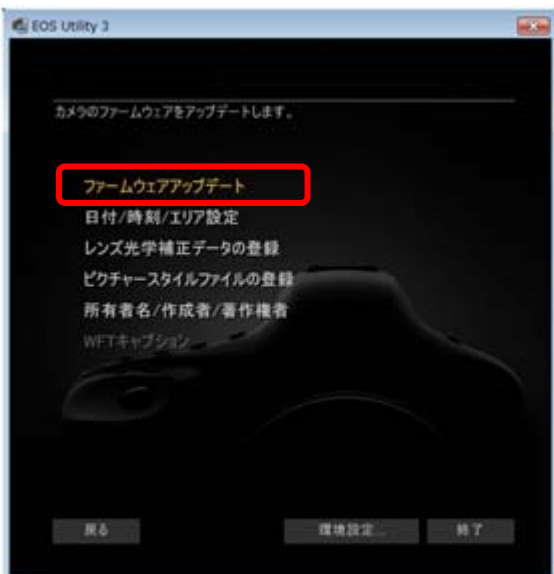 EOS Utility 3
カメラのファームウェアをアップデートします。
ファームウェアアップデート
日付/時刻/エリア設定
レンズ光学補正データの登録
ピクチャースタイルファイルの登録
所有者名/作成者/著作権者
WFTキャプション
戻る
環境設定...
終了